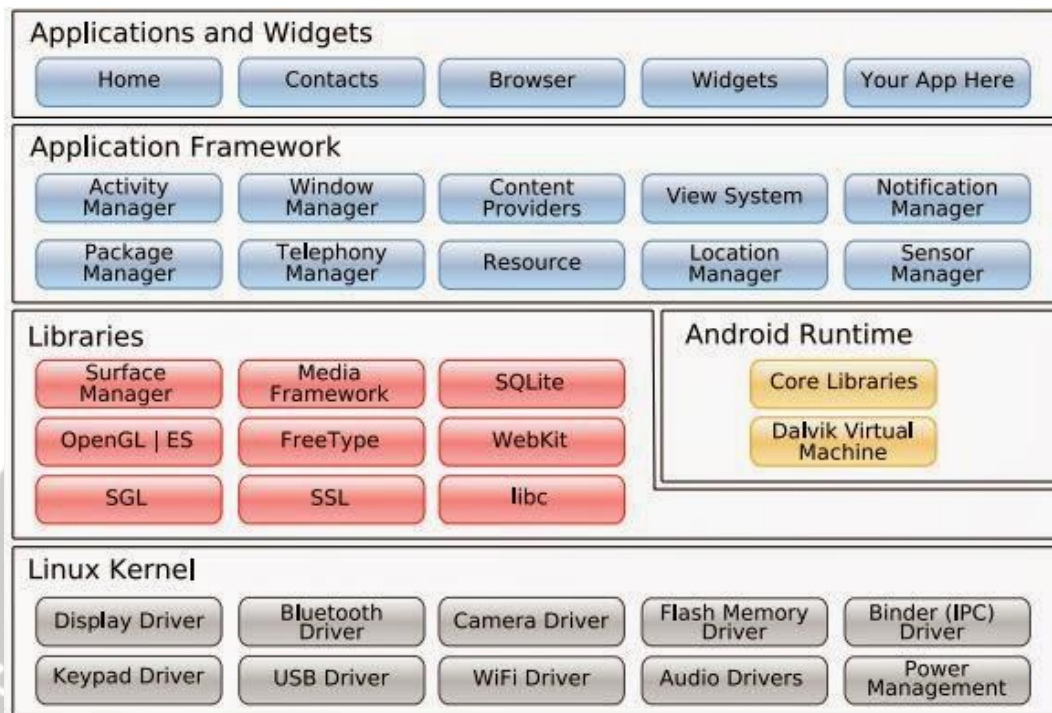 Applications and Widgets
Home
Contacts
Browser
Widgets
Your App Here
Application Framework
Activity
Manager
Window
Manager
Content
Providers
View System
Notification
Manager
Package
Manager
Telephony
Manager
Resource
Location
Manager
Sensor
Manager
Libraries
Surface
Manager
Media
Framework
SQLite
OpenGL | ES
FreeType
WebKit
SGL
SSL
libc
Android Runtime
Core Libraries
Dalvik Virtual
Machine
Linux Kernel
Display Driver
Bluetooth
Driver
Camera Driver
Flash Memory
Driver
Binder (IPC)
Driver
Keypad Driver
USB Driver
WiFi Driver
Audio Drivers
Power
Management